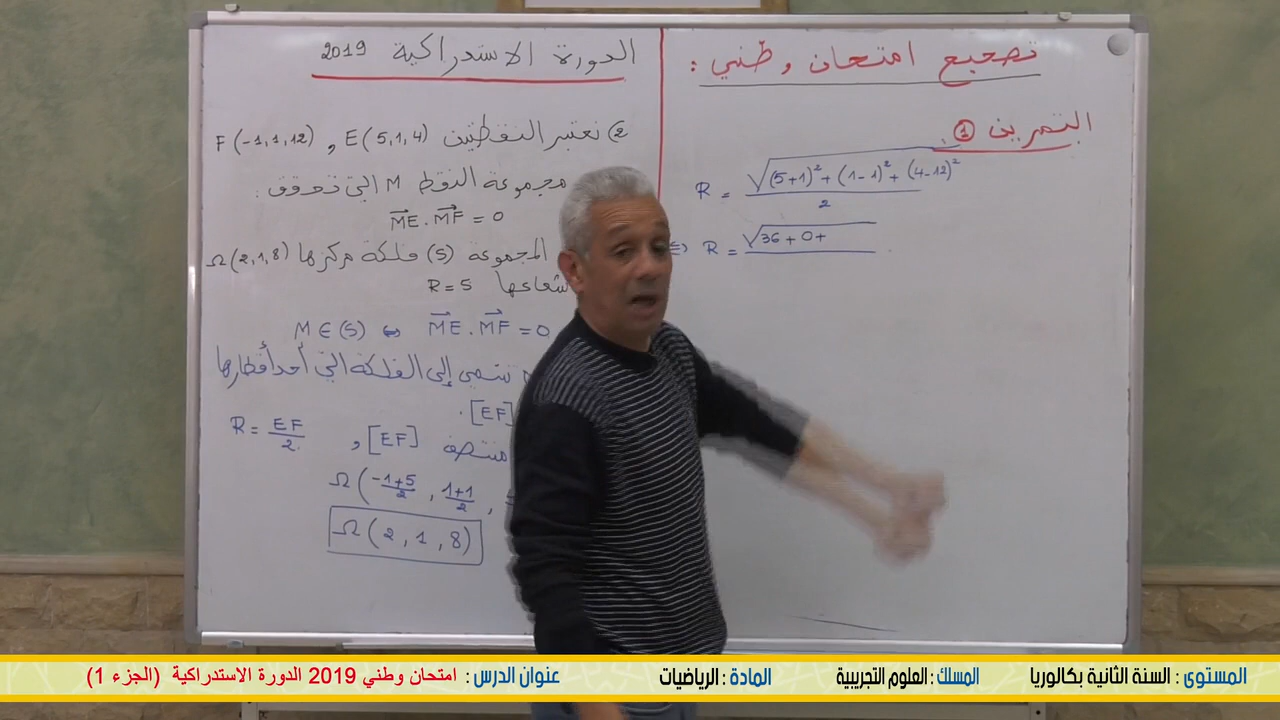 تصحيح امتحان وطني :
الدورة الاستدراكية 2019
التمرين ①
R = √(5+1)² + (1-1)² + (4-12)² / 2
⇔ R = √36 + 0 +
② نعتبر النقطتين E(5,1,4) , F(-1,1,12)
مجموعة النقط M التي تحقق :
ME⃗ . MF⃗ = 0
المجموعة (S) فلكة مركزها Ω(2,1,8)
شعاعها R = 5
M ∈ (S) ⇔ ME⃗ . MF⃗ = 0
تنتمي إلى الفلكة التي أحد أقطارها
[EF] .
منتصف [EF] , R = EF/2
Ω( -1+5/2 , 1+1/2 ,
Ω( 2 , 1 , 8 )
المستوى : السنة الثانية بكالوريا المسلك : العلوم التجريبية المادة : الرياضيات عنوان الدرس : امتحان وطني 2019 الدورة الاستدراكية (الجزء 1)